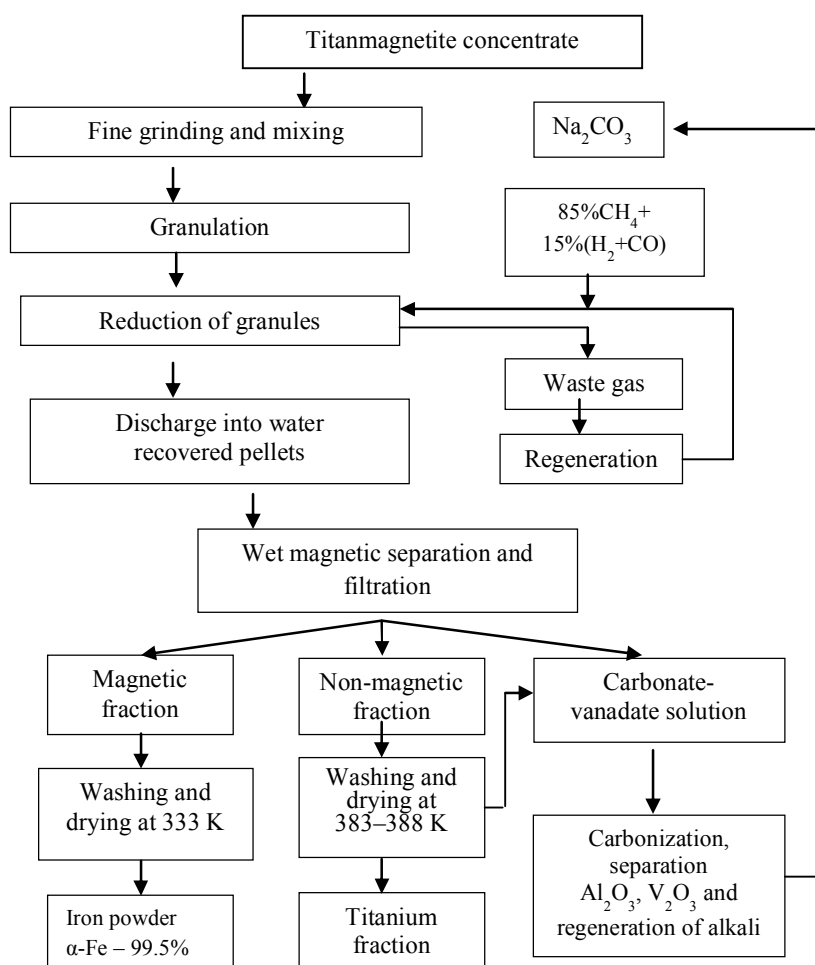 Titanmagnetite concentrate
Fine grinding and mixing
Na₂CO₃
Granulation
85%CH₄+
15%(H₂+CO)
Reduction of granules
Waste gas
Discharge into water
recovered pellets
Regeneration
Wet magnetic separation and
filtration
Magnetic
fraction
Non-magnetic
fraction
Carbonate-
vanadate solution
Washing and
drying at 333 K
Washing and
drying at
383–388 K
Carbonization,
separation
Al₂O₃, V₂O₃ and
regeneration of alkali
Iron powder
α-Fe – 99.5%
Titanium
fraction